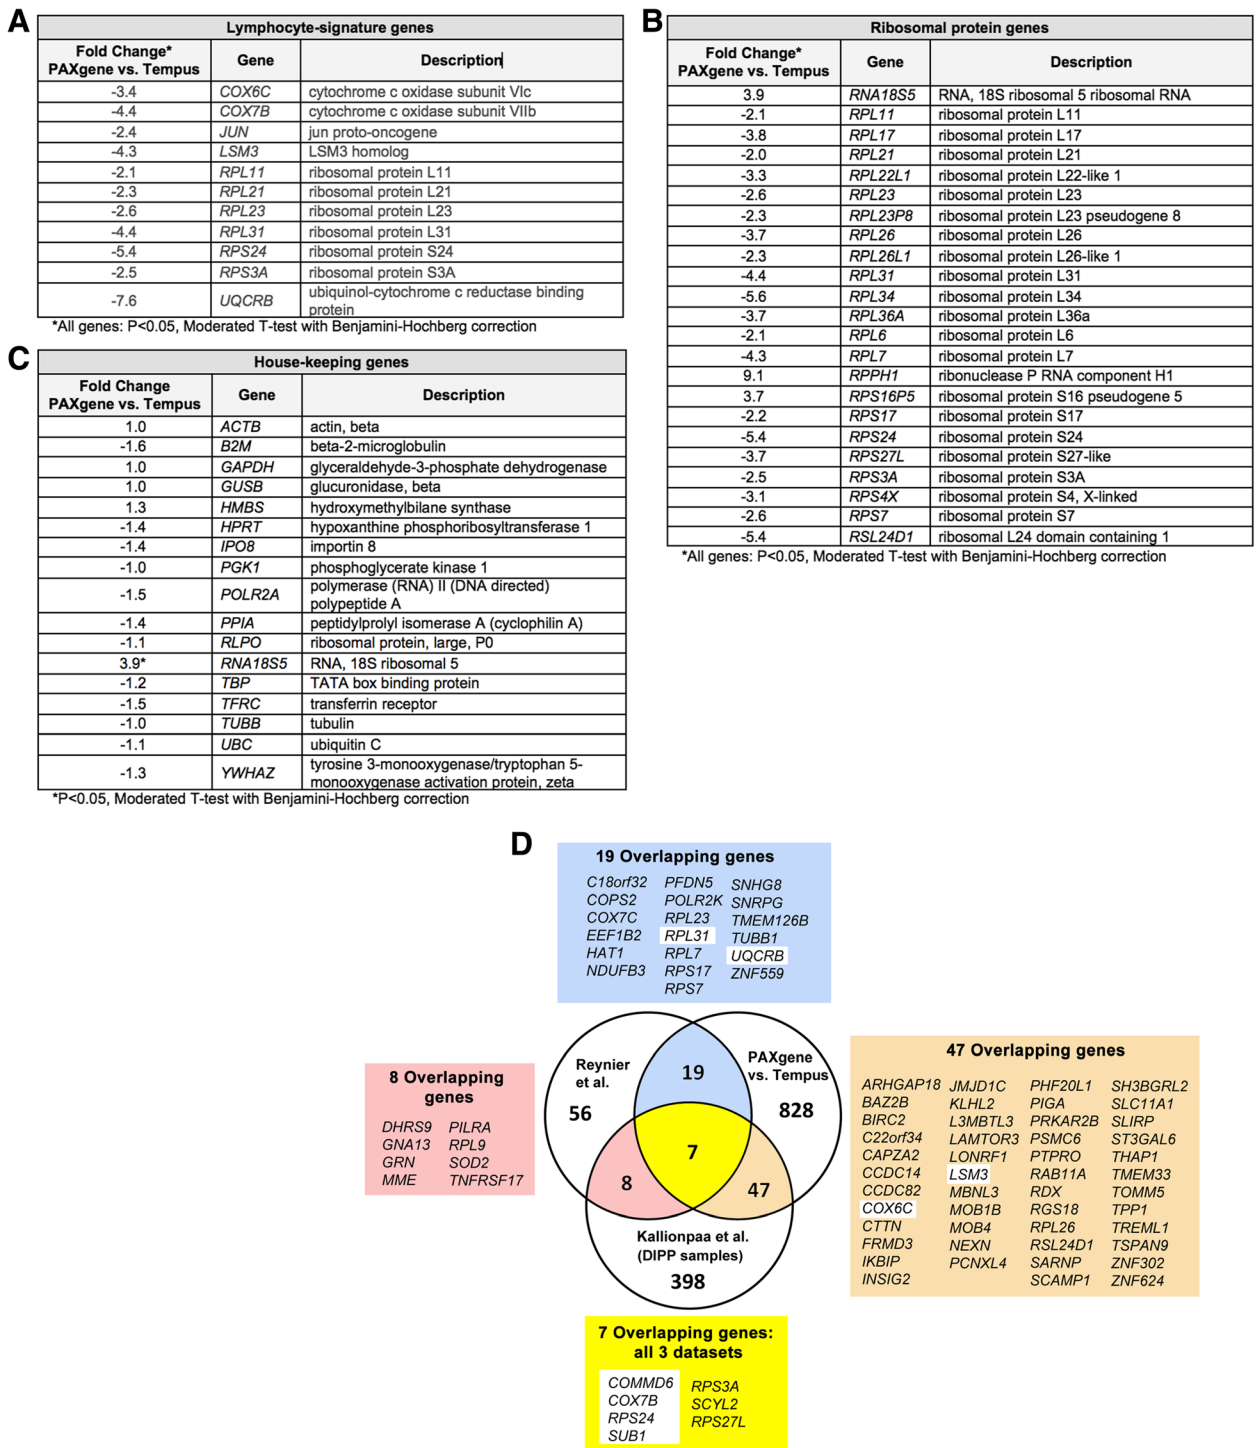 A
Lymphocyte-signature genes
Fold Change* PAXgene vs. Tempus Gene Description
-3.4 COX6C cytochrome c oxidase subunit VIc
-4.4 COX7B cytochrome c oxidase subunit VIIb
-2.4 JUN jun proto-oncogene
-4.3 LSM3 LSM3 homolog
-2.1 RPL11 ribosomal protein L11
-2.3 RPL21 ribosomal protein L21
-2.6 RPL23 ribosomal protein L23
-4.4 RPL31 ribosomal protein L31
-5.4 RPS24 ribosomal protein S24
-2.5 RPS3A ribosomal protein S3A
-7.6 UQCRB ubiquinol-cytochrome c reductase binding
protein
*All genes: P<0.05, Moderated T-test with Benjamini-Hochberg correction
B
Ribosomal protein genes
Fold Change* PAXgene vs. Tempus Gene Description
3.9 RNA18S5 RNA, 18S ribosomal 5 ribosomal RNA
-2.1 RPL11 ribosomal protein L11
-3.8 RPL17 ribosomal protein L17
-2.0 RPL21 ribosomal protein L21
-3.3 RPL22L1 ribosomal protein L22-like 1
-2.6 RPL23 ribosomal protein L23
-2.3 RPL23P8 ribosomal protein L23 pseudogene 8
-3.7 RPL26 ribosomal protein L26
-2.3 RPL26L1 ribosomal protein L26-like 1
-4.4 RPL31 ribosomal protein L31
-5.6 RPL34 ribosomal protein L34
-3.7 RPL36A ribosomal protein L36a
-2.1 RPL6 ribosomal protein L6
-4.3 RPL7 ribosomal protein L7
9.1 RPPH1 ribonuclease P RNA component H1
3.7 RPS16P5 ribosomal protein S16 pseudogene 5
-2.2 RPS17 ribosomal protein S17
-5.4 RPS24 ribosomal protein S24
-3.7 RPS27L ribosomal protein S27-like
-2.5 RPS3A ribosomal protein S3A
-3.1 RPS4X ribosomal protein S4, X-linked
-2.6 RPS7 ribosomal protein S7
-5.4 RSL24D1 ribosomal L24 domain containing 1
*All genes: P<0.05, Moderated T-test with Benjamini-Hochberg correction
C
House-keeping genes
Fold Change PAXgene vs. Tempus Gene Description
1.0 ACTB actin, beta
-1.6 B2M beta-2-microglobulin
1.0 GAPDH glyceraldehyde-3-phosphate dehydrogenase
1.0 GUSB glucuronidase, beta
1.3 HMBS hydroxymethylbilane synthase
-1.4 HPRT hypoxanthine phosphoribosyltransferase 1
-1.4 IPO8 importin 8
-1.0 PGK1 phosphoglycerate kinase 1
-1.5 POLR2A polymerase (RNA) II (DNA directed)
polypeptide A
-1.4 PPIA peptidylprolyl isomerase A (cyclophilin A)
-1.1 RLPO ribosomal protein, large, P0
3.9* RNA18S5 RNA, 18S ribosomal 5
-1.2 TBP TATA box binding protein
-1.5 TFRC transferrin receptor
-1.0 TUBB tubulin
-1.1 UBC ubiquitin C
-1.3 YWHAZ tyrosine 3-monooxygenase/tryptophan 5-
monooxygenase activation protein, zeta
*P<0.05, Moderated T-test with Benjamini-Hochberg correction
D
19 Overlapping genes
C18orf32 PFDN5 SNHG8
COPS2 POLR2K SNRPG
COX7C RPL23 TMEM126B
EEF1B2 RPL31 TUBB1
HAT1 RPL7 UQCRB
NDUFB3 RPS17 ZNF559
RPS7
Reynier
et al.
56
19
PAXgene
vs. Tempus
828
7
8
47
Kallionpaa et al.
(DIPP samples)
398
8 Overlapping
genes
DHRS9 PILRA
GNA13 RPL9
GRN SOD2
MME TNFRSF17
47 Overlapping genes
ARHGAP18 JMJD1C PHF20L1 SH3BGRL2
BAZ2B KLHL2 PIGA SLC11A1
BIRC2 L3MBTL3 PRKAR2B SLIRP
C22orf34 LAMTOR3 PSMC6 ST3GAL6
CAPZA2 LONRF1 PTPRO THAP1
CCDC14 LSM3 RAB11A TMEM33
CCDC82 MBNL3 RDX TOMM5
COX6C MOB1B RGS18 TPP1
CTTN MOB4 RPL26 TREML1
FRMD3 NEXN RSL24D1 TSPAN9
IKBIP PCNXL4 SARNP ZNF302
INSIG2 SCAMP1 ZNF624
7 Overlapping genes:
all 3 datasets
COMMD6 RPS3A
COX7B SCYL2
RPS24 RPS27L
SUB1